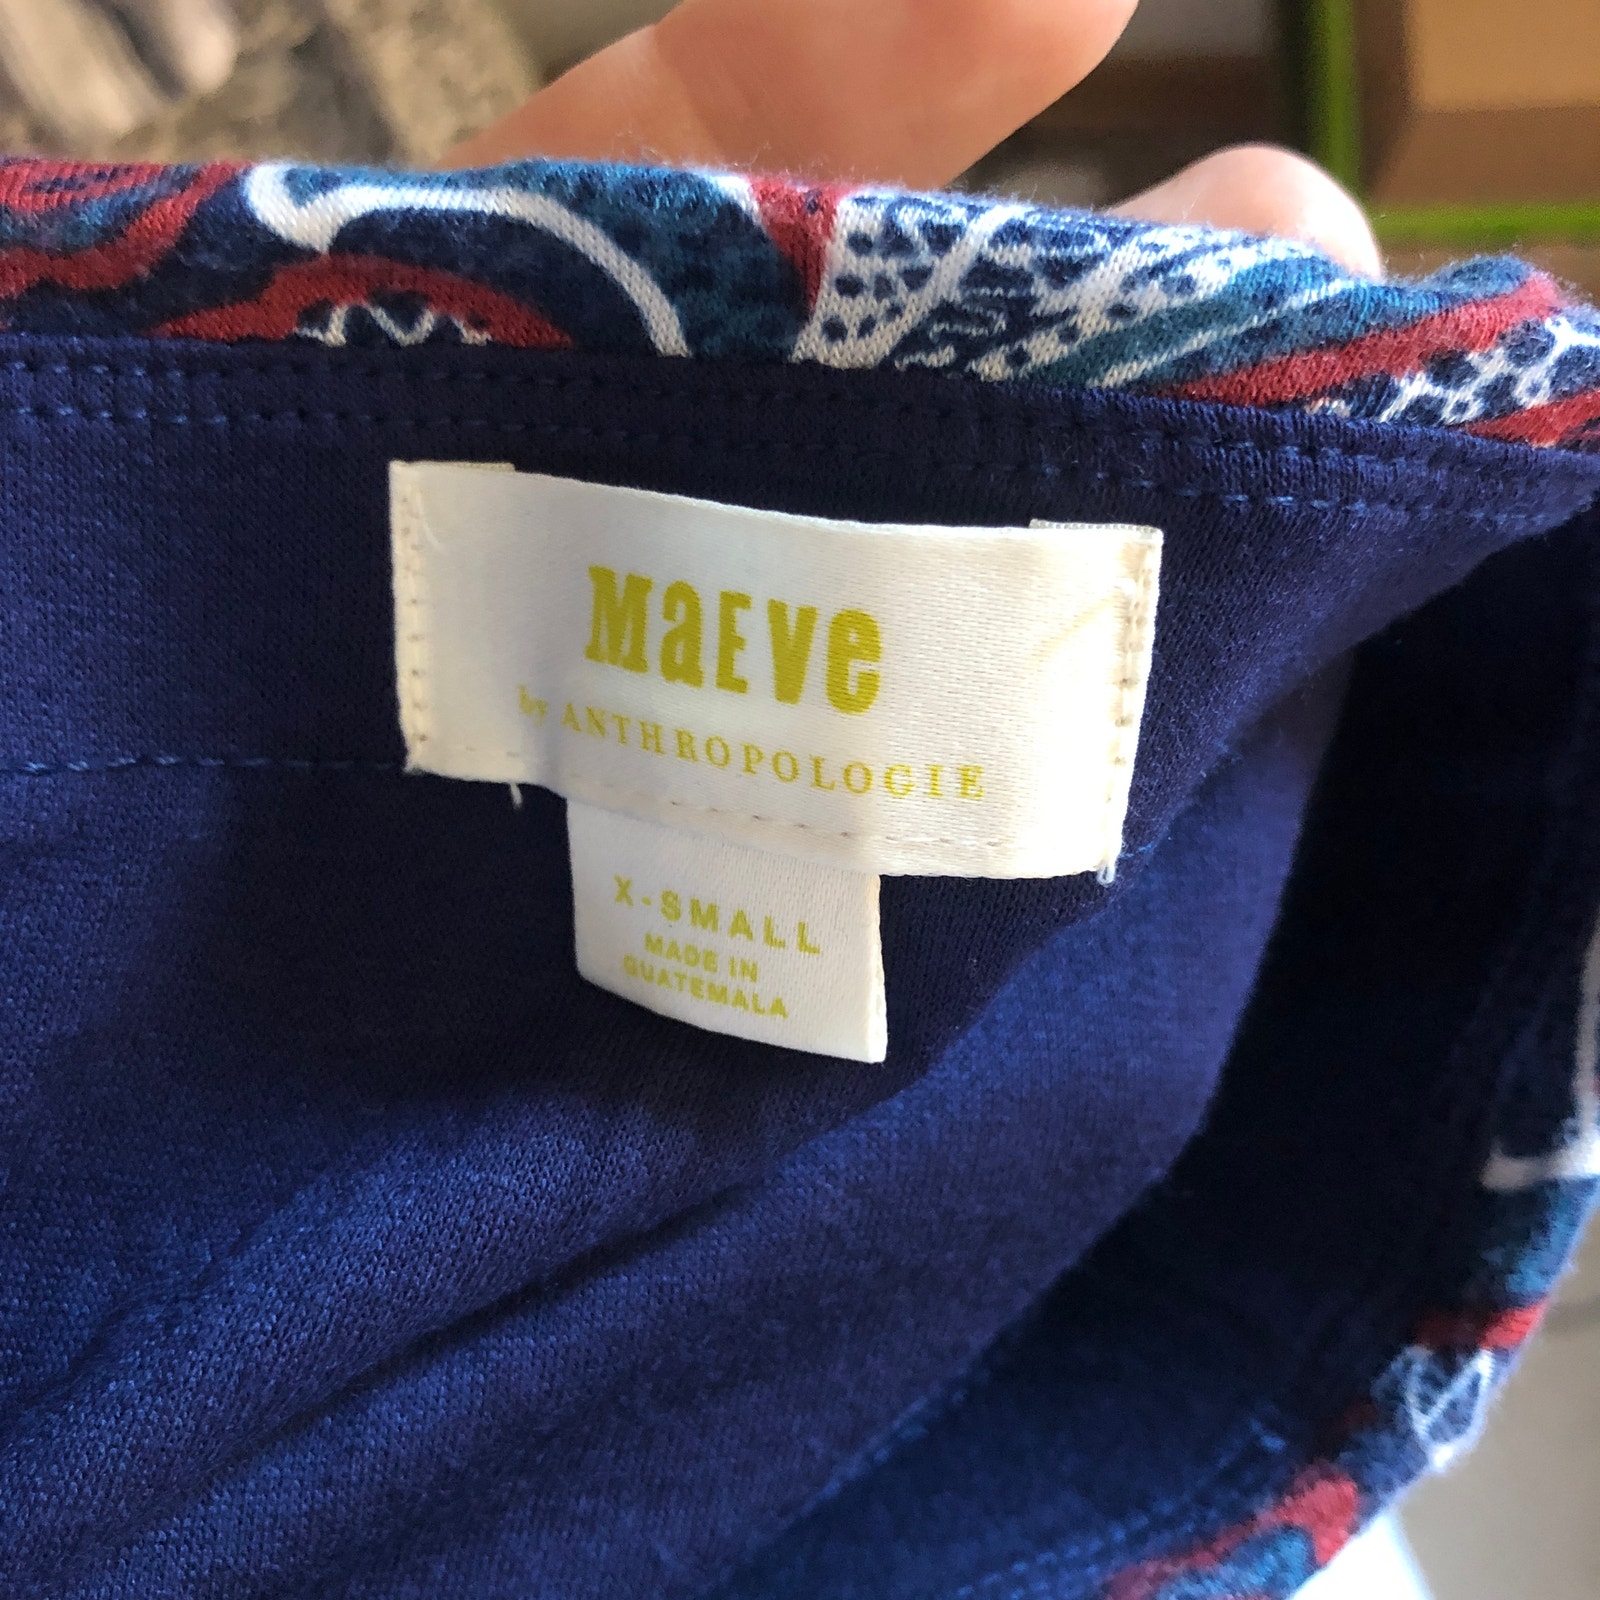 MaEve
by ANTHROPOLOGIE
X-SMALL
MADE IN
GUATEMALA